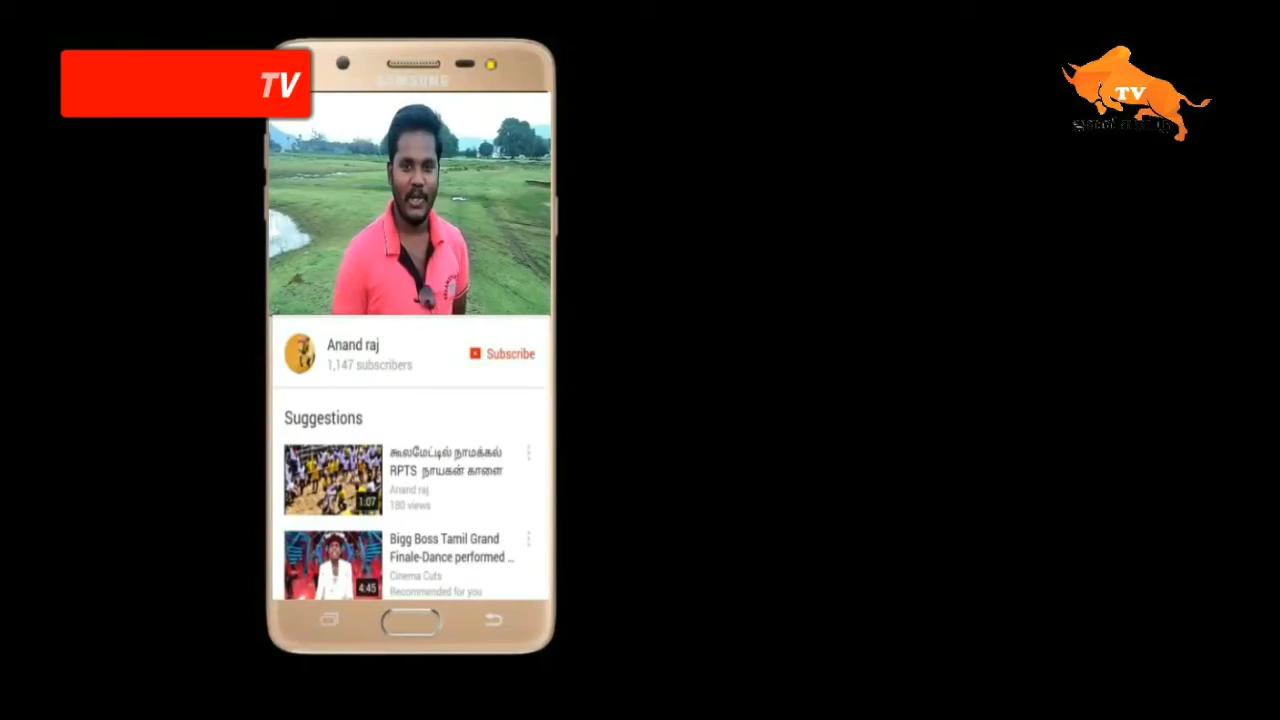 TV
SAMSUNG
TV
Anand raj
1,147 subscribers
Subscribe
Suggestions
கூலமேட்டில் நாமக்கல்
RPTS நாயகன் காளை
Anand raj
180 views
1:07
Bigg Boss Tamil Grand
Finale-Dance performed ...
Cinema Cuts
Recommended for you
4:45